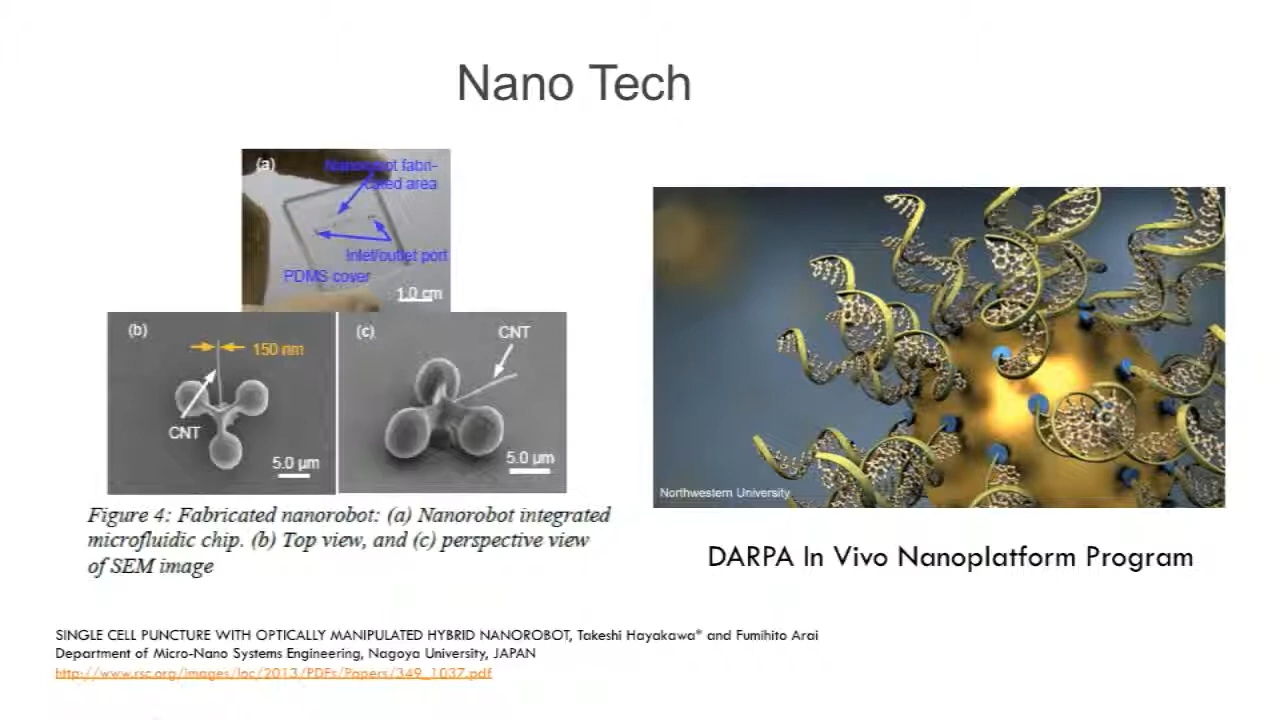 Nano Tech
(a)
Nanorobot fabri-
cated area
Inlet/outlet port
PDMS cover
1.0 cm
(b)
150 nm
CNT
5.0 µm
(c)
CNT
5.0 µm
Figure 4: Fabricated nanorobot: (a) Nanorobot integrated
microfluidic chip. (b) Top view, and (c) perspective view
of SEM image
Northwestern University
DARPA In Vivo Nanoplatform Program
SINGLE CELL PUNCTURE WITH OPTICALLY MANIPULATED HYBRID NANOROBOT, Takeshi Hayakawa* and Fumihito Arai
Department of Micro-Nano Systems Engineering, Nagoya University, JAPAN
http://www.rsc.org/images/loc/2013/PDFs/Papers/349_1037.pdf